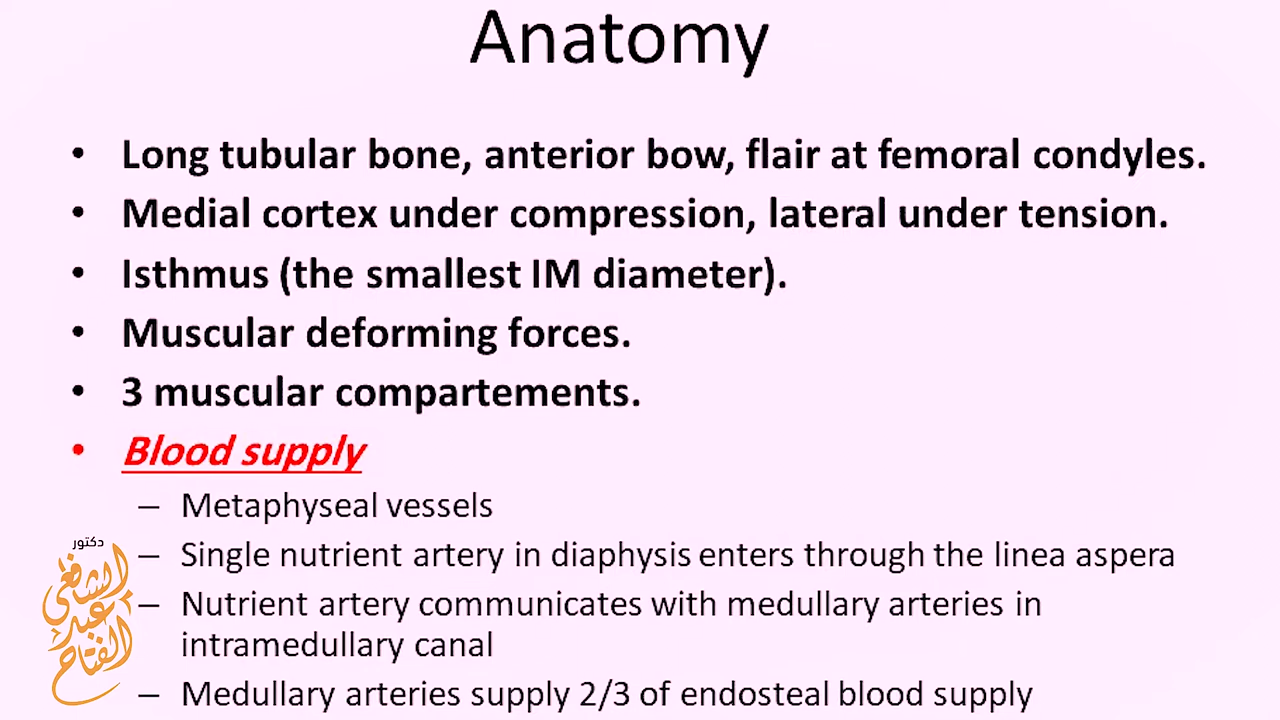 Anatomy
• Long tubular bone, anterior bow, flair at femoral condyles.
• Medial cortex under compression, lateral under tension.
• Isthmus (the smallest IM diameter).
• Muscular deforming forces.
• 3 muscular compartements.
• Blood supply
– Metaphyseal vessels
– Single nutrient artery in diaphysis enters through the linea aspera
– Nutrient artery communicates with medullary arteries in
intramedullary canal
– Medullary arteries supply 2/3 of endosteal blood supply
دكتور
الشافعي
عبد
الفتاح